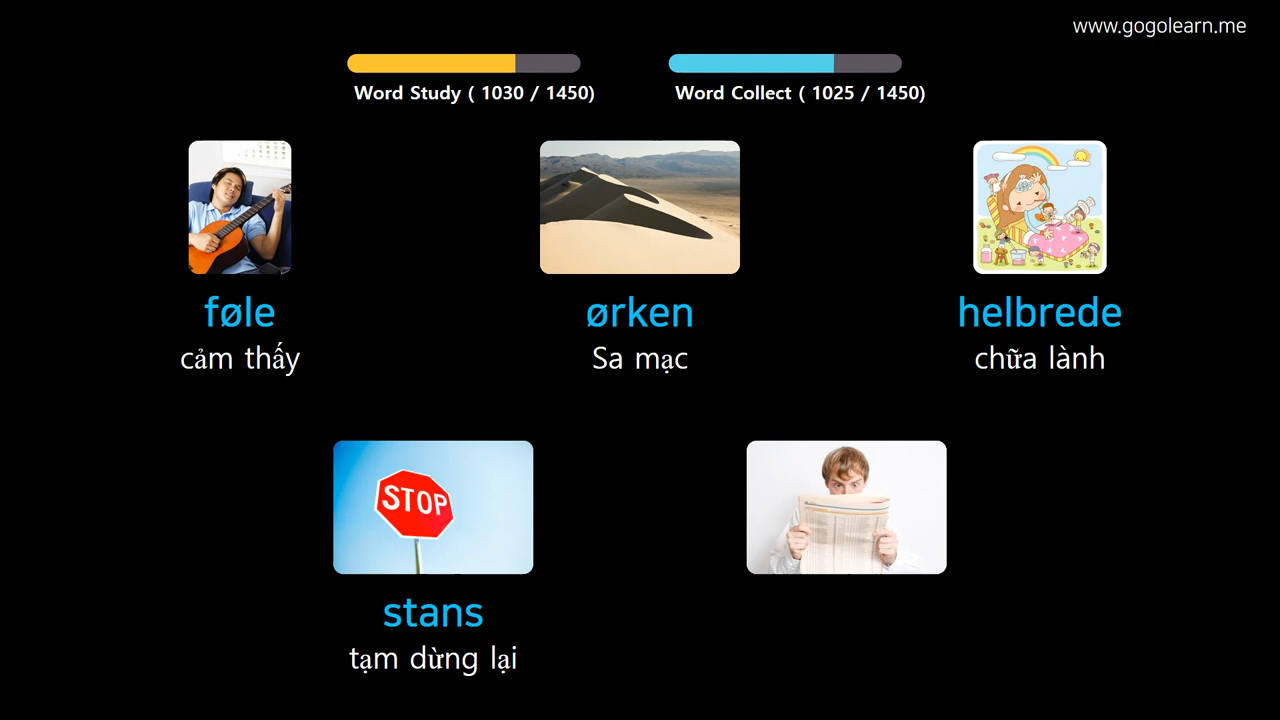 www.gogolearn.me
Word Study ( 1030 / 1450)
Word Collect ( 1025 / 1450)
føle
cảm thấy
ørken
Sa mạc
helbrede
chữa lành
STOP
stans
tạm dừng lại